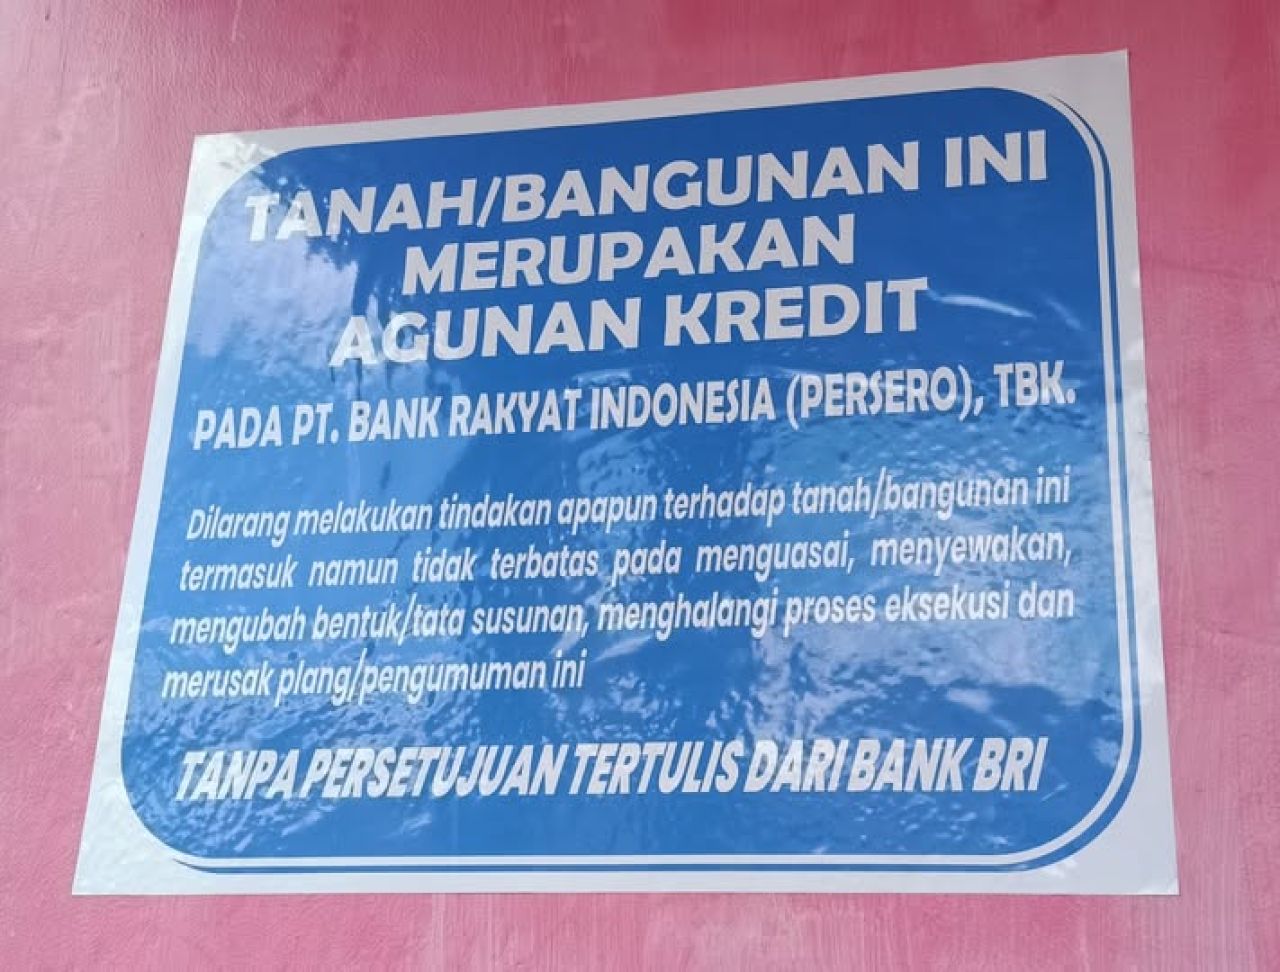 TANAH/BANGUNAN INI
MERUPAKAN
AGUNAN KREDIT
PADA PT. BANK RAKYAT INDONESIA (PERSERO), TBK.
Dilarang melakukan tindakan apapun terhadap tanah/bangunan ini
termasuk namun tidak terbatas pada menguasai, menyewakan,
mengubah bentuk/tata susunan, menghalangi proses eksekusi dan
merusak plang/pengumuman ini
TANPA PERSETUJUAN TERTULIS DARI BANK BRI